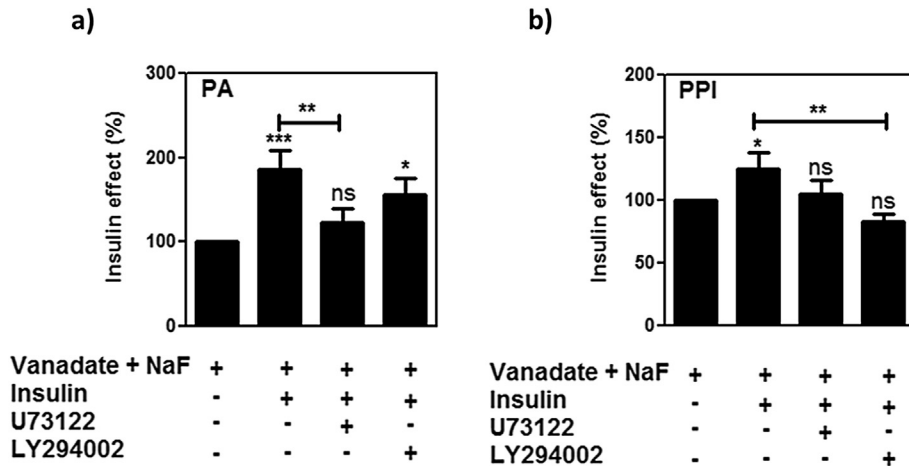 a)
300
200
100
0
Insulin effect (%)
PA
**
***
ns
*
Vanadate + NaF + + + +
Insulin - + + +
U73122 - - + -
LY294002 - - - +
b)
200
150
100
50
0
Insulin effect (%)
PPI
**
*
ns
ns
Vanadate + NaF + + + +
Insulin - + + +
U73122 - - + -
LY294002 - - - +